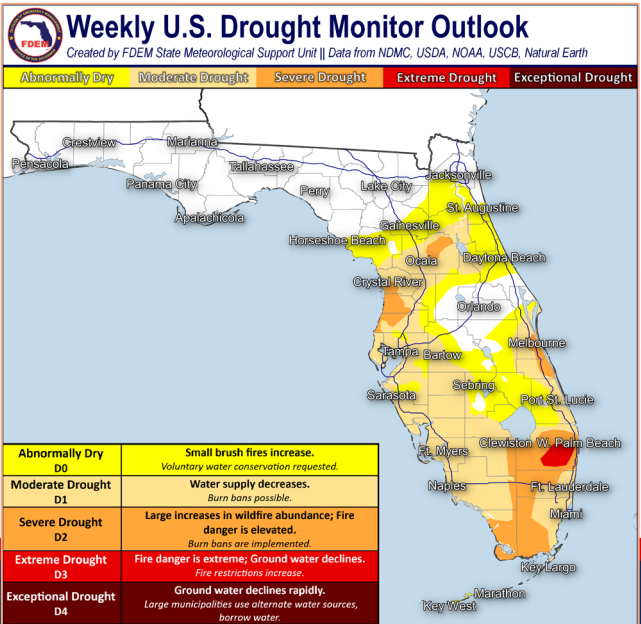 FDEM
Weekly U.S. Drought Monitor Outlook
Created by FDEM State Meteorological Support Unit || Data from NDMC, USDA, NOAA, USCB, Natural Earth
Abnormally Dry Moderate Drought Severe Drought Extreme Drought Exceptional Drought
Crestview
Marianna
Pensacola
Tallahassee
Jacksonville
Panama City
Perry
Lake City
Apalachicola
St. Augustine
Gainesville
Horseshoe Beach
Ocala
Daytona Beach
Crystal River
Orlando
Melbourne
Tampa
Bartow
Sebring
Sarasota
Port St. Lucie
Clewiston
W. Palm Beach
Ft. Myers
Naples
Ft. Lauderdale
Miami
Key Largo
Marathon
Key West
Abnormally Dry
D0
Small brush fires increase.
Voluntary water conservation requested.
Moderate Drought
D1
Water supply decreases.
Burn bans possible.
Severe Drought
D2
Large increases in wildfire abundance; Fire
danger is elevated.
Burn bans are implemented.
Extreme Drought
D3
Fire danger is extreme; Ground water declines.
Fire restrictions increase.
Exceptional Drought
D4
Ground water declines rapidly.
Large municipalities use alternate water sources,
borrow water.